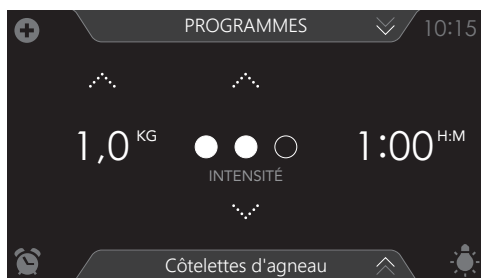 PROGRAMMES
10:15
1,0 KG
1:00 H:M
INTENSITÉ
Côtelettes d'agneau